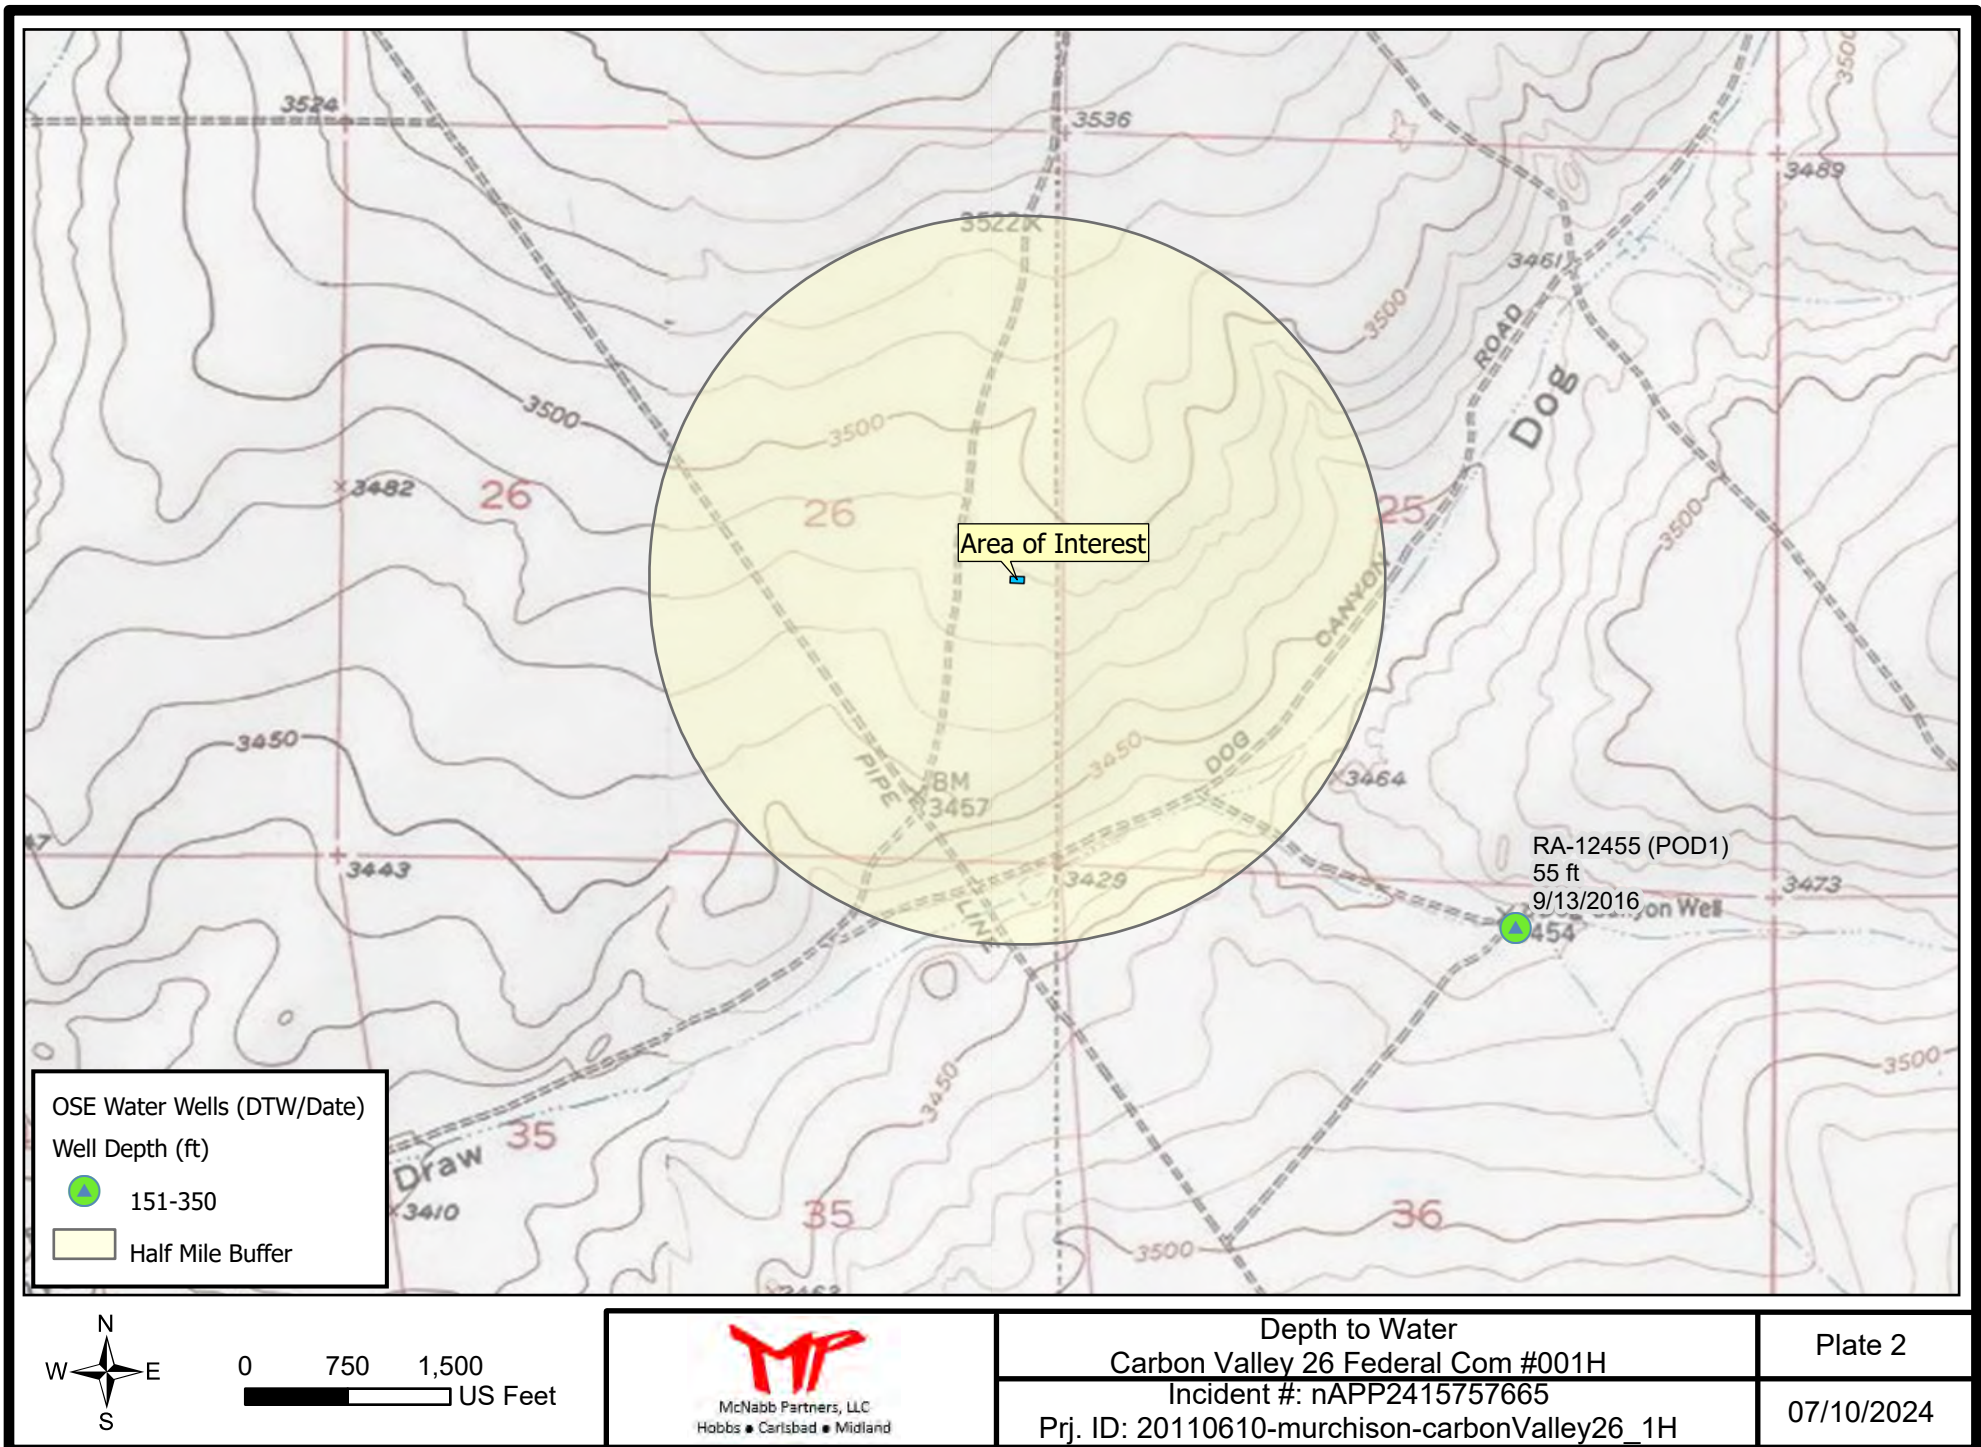 3524
3536
3500
3489
3522
3461
3500
ROAD
Dog
3500
3500
3482
26
26
25
3500
Area of Interest
CANYON
3450
3450
DOG
PIPE
BM
3457
3464
RA-12455 (POD1)
55 ft
9/13/2016
3443
3429
3473
LINE
Well
454
3450
3500
35
Draw
3410
35
36
3500
OSE Water Wells (DTW/Date)
Well Depth (ft)
151-350
Half Mile Buffer
N
W E
S
0 750 1,500
US Feet
McNabb Partners, LLC
Hobbs • Carlsbad • Midland
Depth to Water
Carbon Valley 26 Federal Com #001H
Incident #: nAPP2415757665
Prj. ID: 20110610-murchison-carbonValley26_1H
Plate 2
07/10/2024